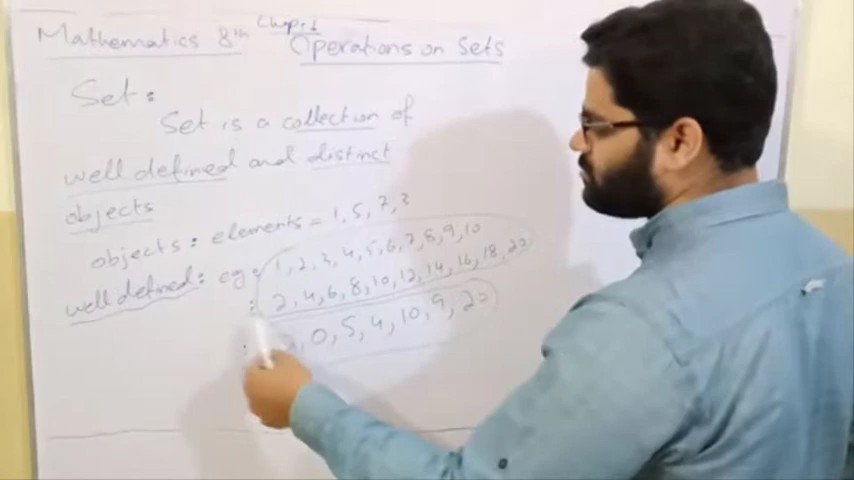 Mathematics 8th Chap:1 Operations on Sets
Set:
Set is a collection of
well defined and distinct
objects
objects: elements = 1, 5, 7, 3
well defined: eg: 1, 2, 3, 4, 5, 6, 7, 8, 9, 10
: 2, 4, 6, 8, 10, 12, 14, 16, 18, 20
: , 0, 5, 4, 10, 9, 20